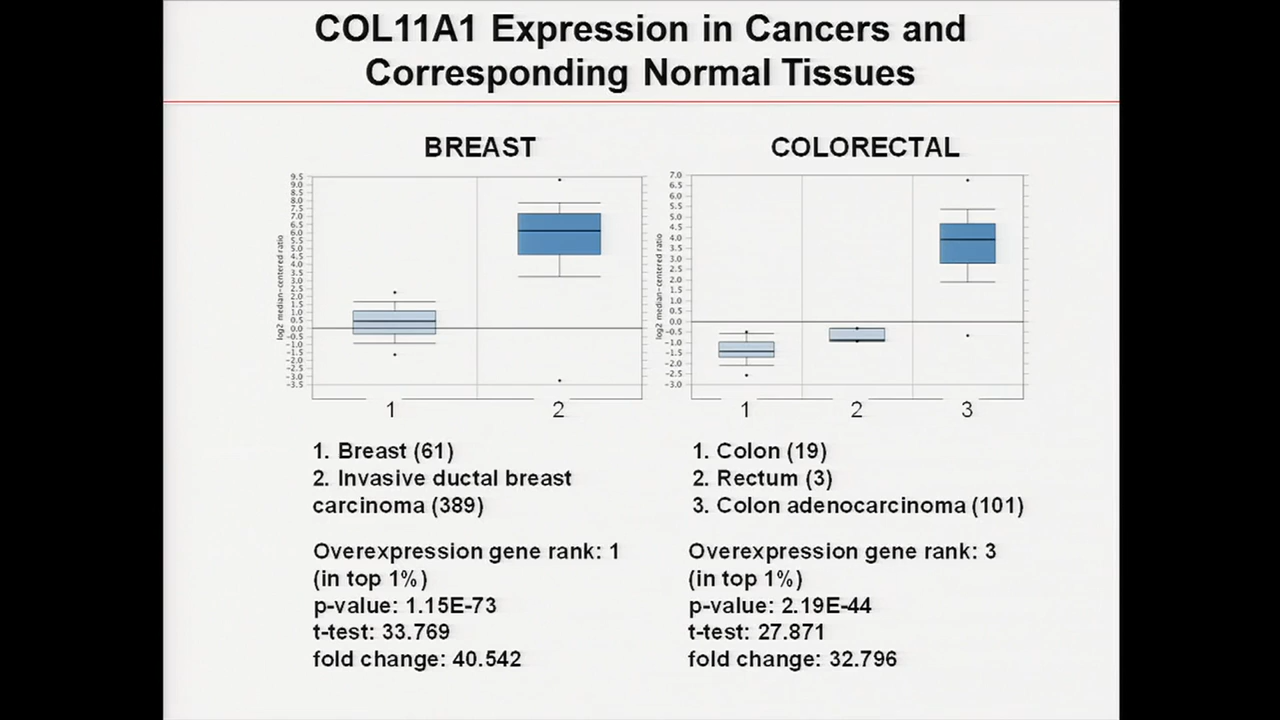 COL11A1 Expression in Cancers and
Corresponding Normal Tissues
BREAST
9.5
9.0
8.5
8.0
7.5
7.0
6.5
6.0
5.5
5.0
4.5
4.0
3.5
3.0
2.5
2.0
1.5
1.0
0.5
0.0
-0.5
-1.0
-1.5
-2.0
-2.5
-3.0
-3.5
log2 median-centered ratio
1 2
1. Breast (61)
2. Invasive ductal breast
carcinoma (389)
Overexpression gene rank: 1
(in top 1%)
p-value: 1.15E-73
t-test: 33.769
fold change: 40.542
COLORECTAL
7.0
6.5
6.0
5.5
5.0
4.5
4.0
3.5
3.0
2.5
2.0
1.5
1.0
0.5
0.0
-0.5
-1.0
-1.5
-2.0
-2.5
-3.0
log2 median-centered ratio
1 2 3
1. Colon (19)
2. Rectum (3)
3. Colon adenocarcinoma (101)
Overexpression gene rank: 3
(in top 1%)
p-value: 2.19E-44
t-test: 27.871
fold change: 32.796